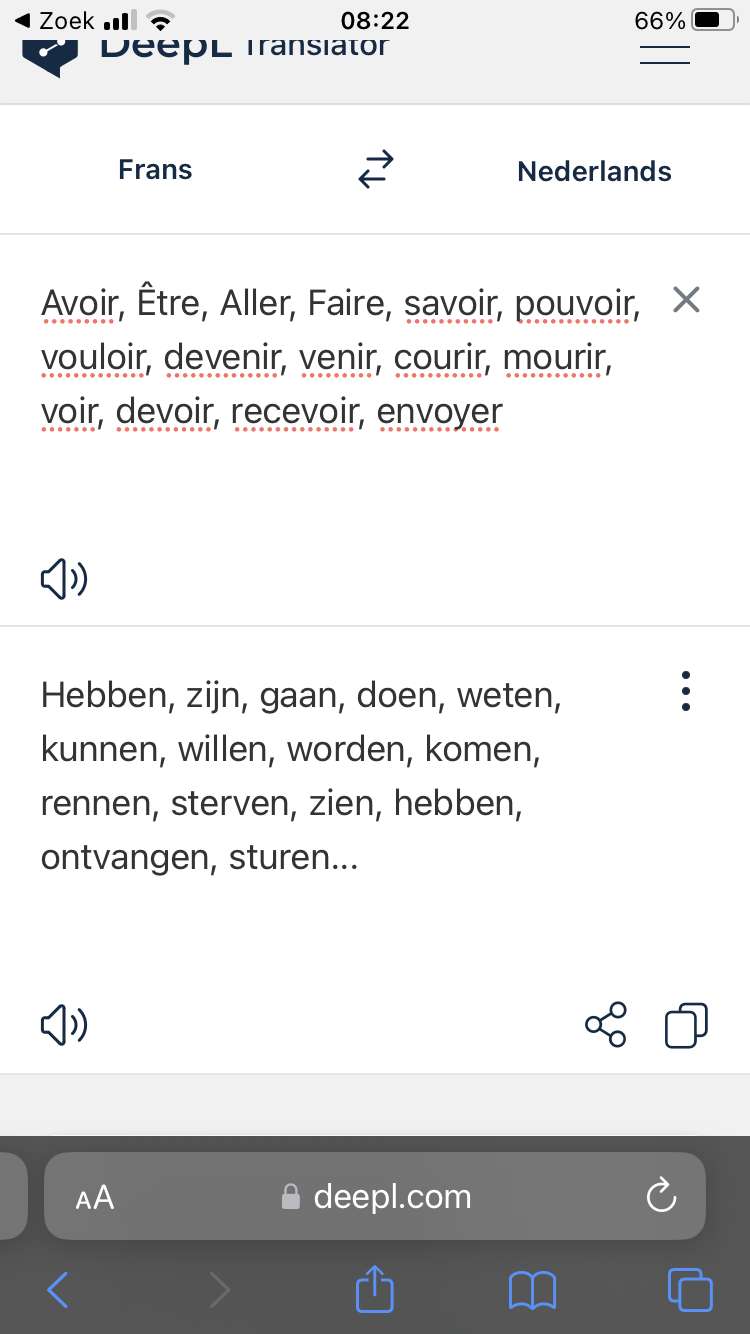 Zoek
08:22
66%
DeepL Translator
Frans
Nederlands
Avoir, Être, Aller, Faire, savoir, pouvoir,
vouloir, devenir, venir, courir, mourir,
voir, devoir, recevoir, envoyer
Hebben, zijn, gaan, doen, weten,
kunnen, willen, worden, komen,
rennen, sterven, zien, hebben,
ontvangen, sturen...
AA
deepl.com